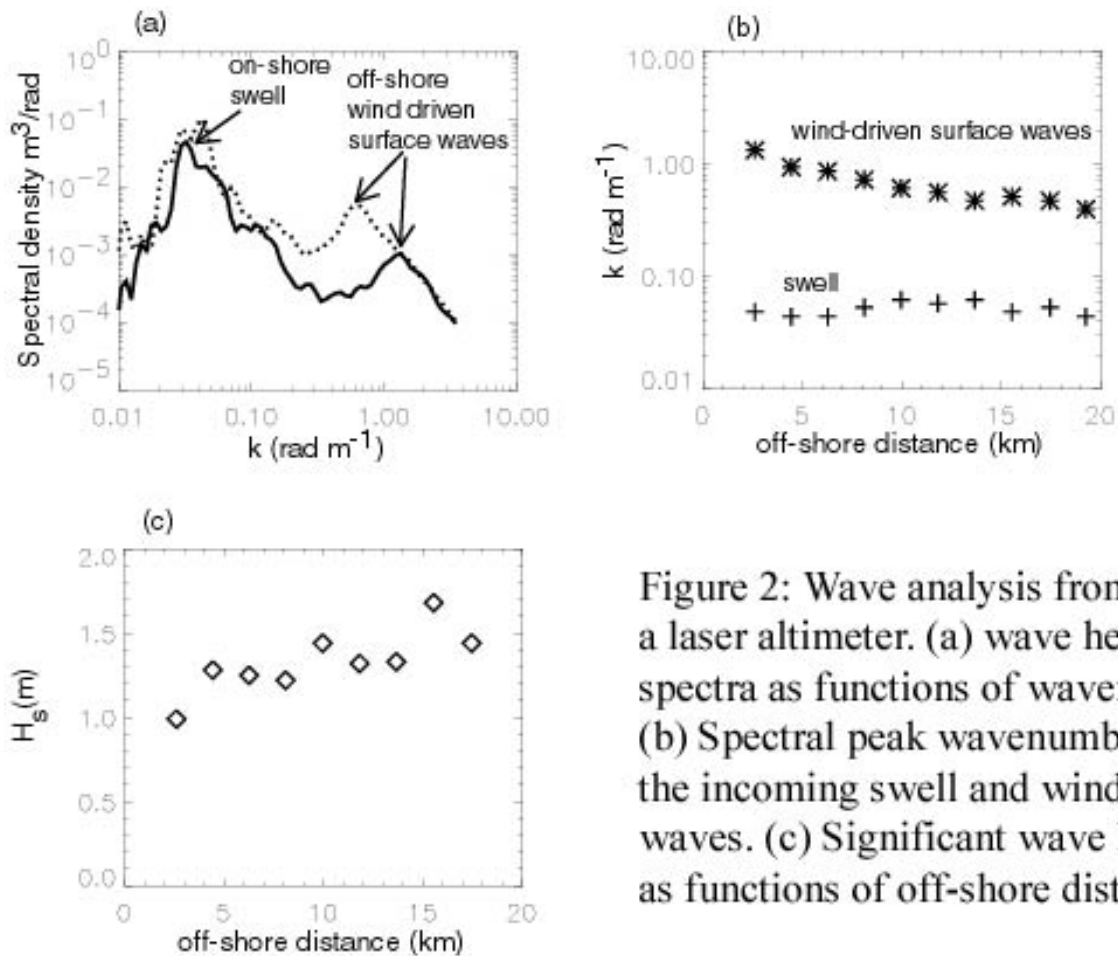 (a)
10^0
10^-1
10^-2
10^-3
10^-4
10^-5
Spectral density m^3/rad
on-shore
swell
off-shore
wind driven
surface waves
0.01
0.10
1.00
10.00
k (rad m^-1)
(b)
10.00
1.00
0.10
0.01
k (rad m^-1)
wind-driven surface waves
swell
0
5
10
15
20
off-shore distance (km)
(c)
2.0
1.5
1.0
0.5
0.0
H_s(m)
0
5
10
15
20
off-shore distance (km)
Figure 2: Wave analysis from
a laser altimeter. (a) wave he
spectra as functions of wave
(b) Spectral peak wavenumb
the incoming swell and wind
waves. (c) Significant wave
as functions of off-shore dist